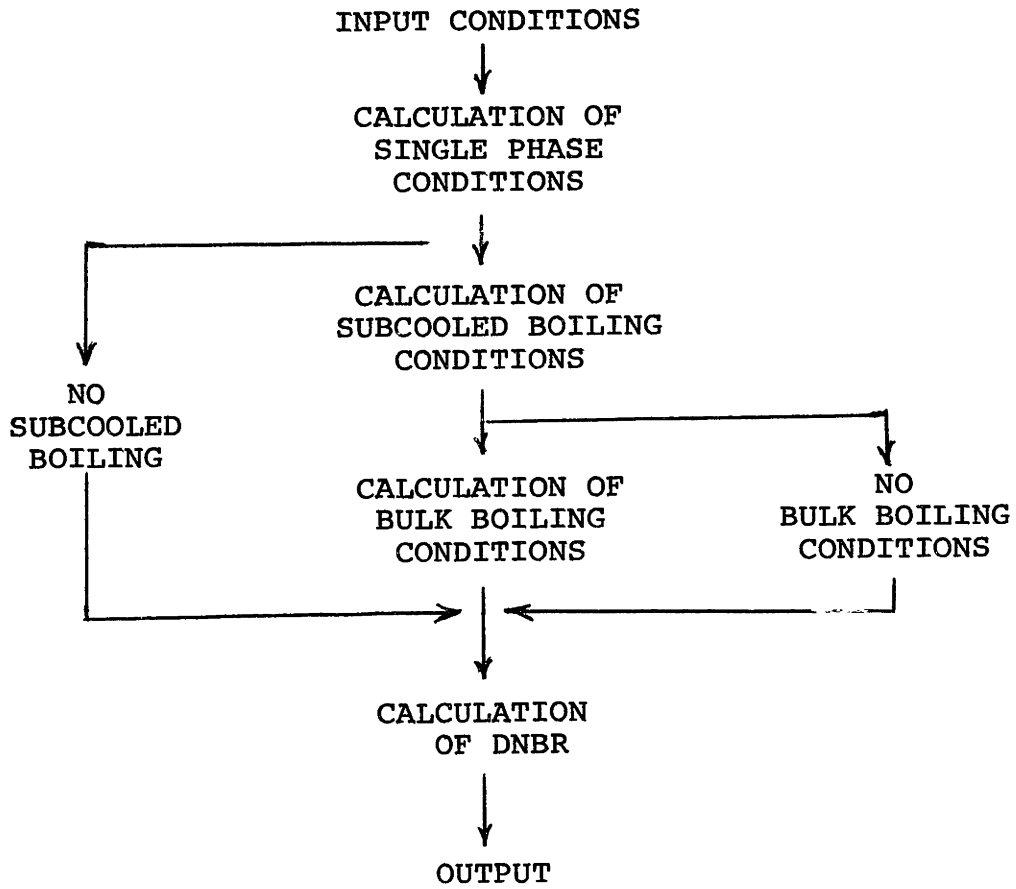 INPUT CONDITIONS
CALCULATION OF
SINGLE PHASE
CONDITIONS
CALCULATION OF
SUBCOOLED BOILING
CONDITIONS
NO
SUBCOOLED
BOILING
CALCULATION OF
BULK BOILING
CONDITIONS
NO
BULK BOILING
CONDITIONS
CALCULATION
OF DNBR
OUTPUT